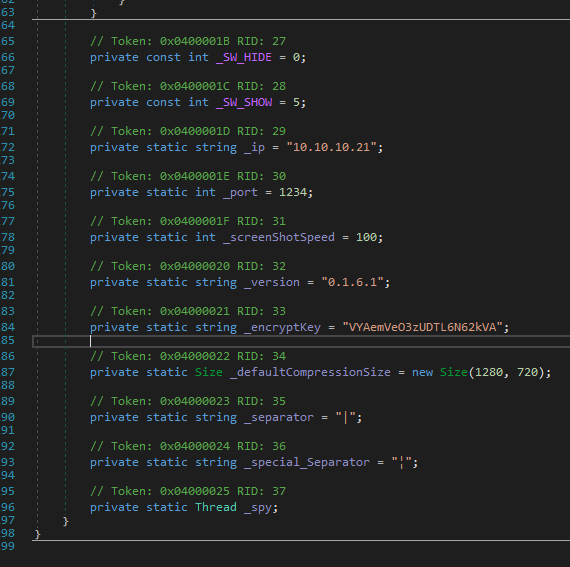 63 }
64
65 // Token: 0x0400001B RID: 27
66 private const int _SW_HIDE = 0;
67
68 // Token: 0x0400001C RID: 28
69 private const int _SW_SHOW = 5;
70
71 // Token: 0x0400001D RID: 29
72 private static string _ip = "10.10.10.21";
73
74 // Token: 0x0400001E RID: 30
75 private static int _port = 1234;
76
77 // Token: 0x0400001F RID: 31
78 private static int _screenShotSpeed = 100;
79
80 // Token: 0x04000020 RID: 32
81 private static string _version = "0.1.6.1";
82
83 // Token: 0x04000021 RID: 33
84 private static string _encryptKey = "VYAemVeO3zUDTL6N62kVA";
85
86 // Token: 0x04000022 RID: 34
87 private static Size _defaultCompressionSize = new Size(1280, 720);
88
89 // Token: 0x04000023 RID: 35
90 private static string _separator = "|";
91
92 // Token: 0x04000024 RID: 36
93 private static string _special_Separator = "¦";
94
95 // Token: 0x04000025 RID: 37
96 private static Thread _spy;
97 }
98 }
99